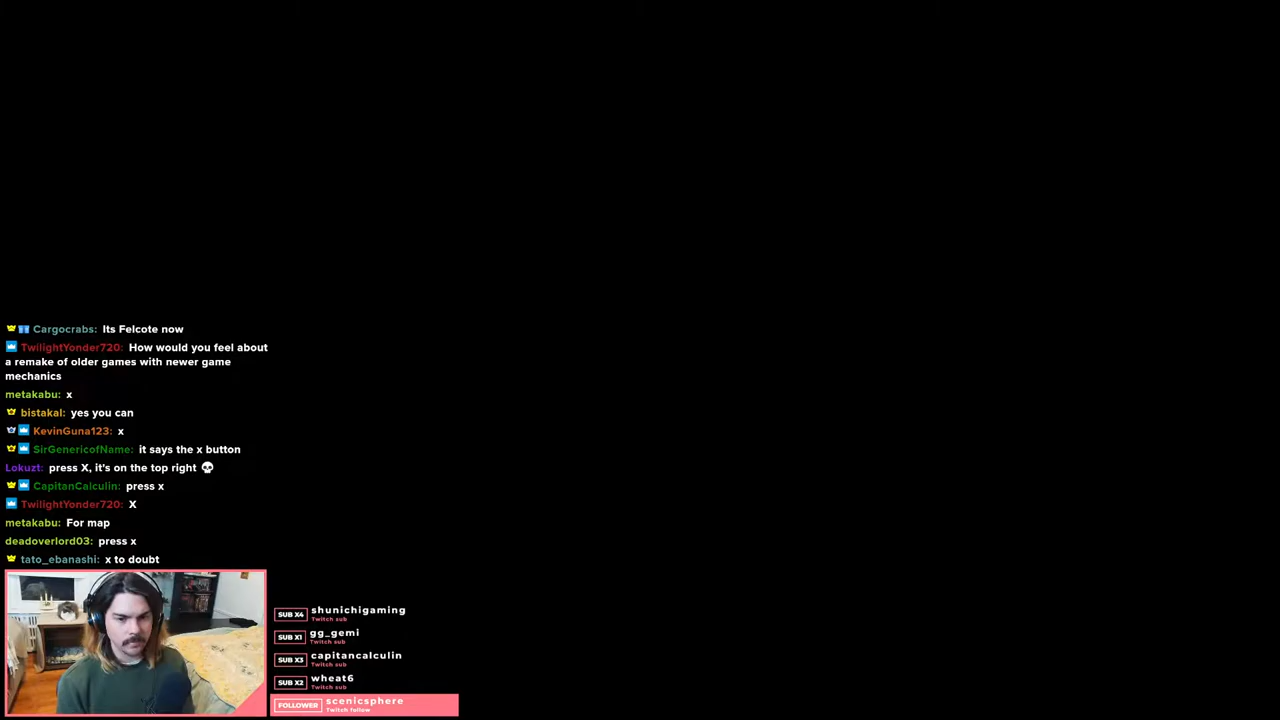 Cargocrabs: Its Felcote now
TwilightYonder720: How would you feel about
a remake of older games with newer game
mechanics
metakabu: x
bistakal: yes you can
KevinGuna123: x
SirGenericofName: it says the x button
Lokuzt: press X, it's on the top right 💀
CapitanCalculin: press x
TwilightYonder720: X
metakabu: For map
deadoverlord03: press x
tato_ebanashi: x to doubt
SUB X4 shunichigaming
Twitch sub
SUB X1 gg_gemi
Twitch sub
SUB X3 capitancalculin
Twitch sub
SUB X2 wheat6
Twitch sub
FOLLOWER scenicsphere
Twitch follow